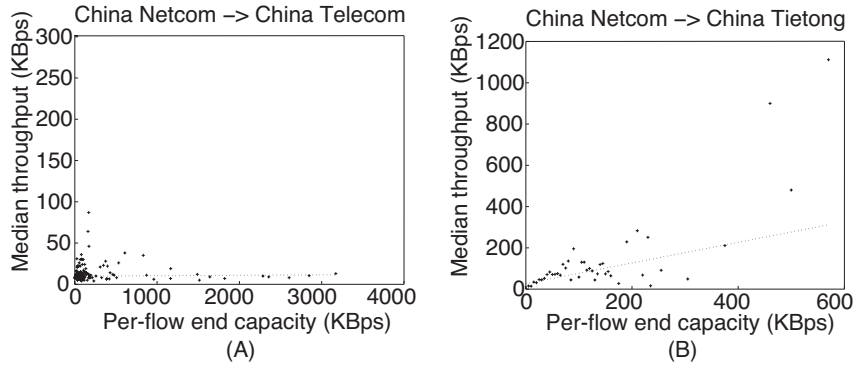 China Netcom –> China Telecom
Median throughput (KBps)
300
250
200
150
100
50
0
0 1000 2000 3000 4000
Per-flow end capacity (KBps)
(A)
China Netcom –> China Tietong
Median throughput (KBps)
1200
1000
800
600
400
200
0
0 200 400 600
Per-flow end capacity (KBps)
(B)